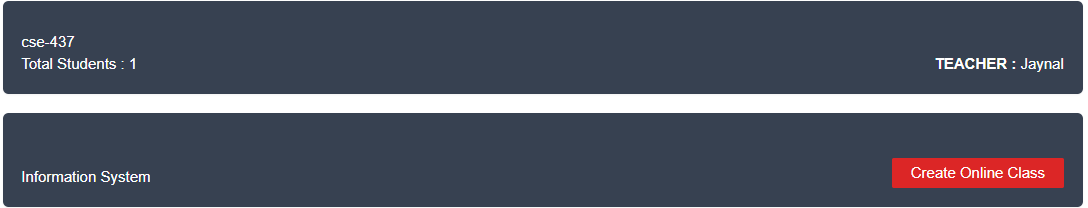 cse-437
Total Students : 1
TEACHER : Jaynal
Information System
Create Online Class